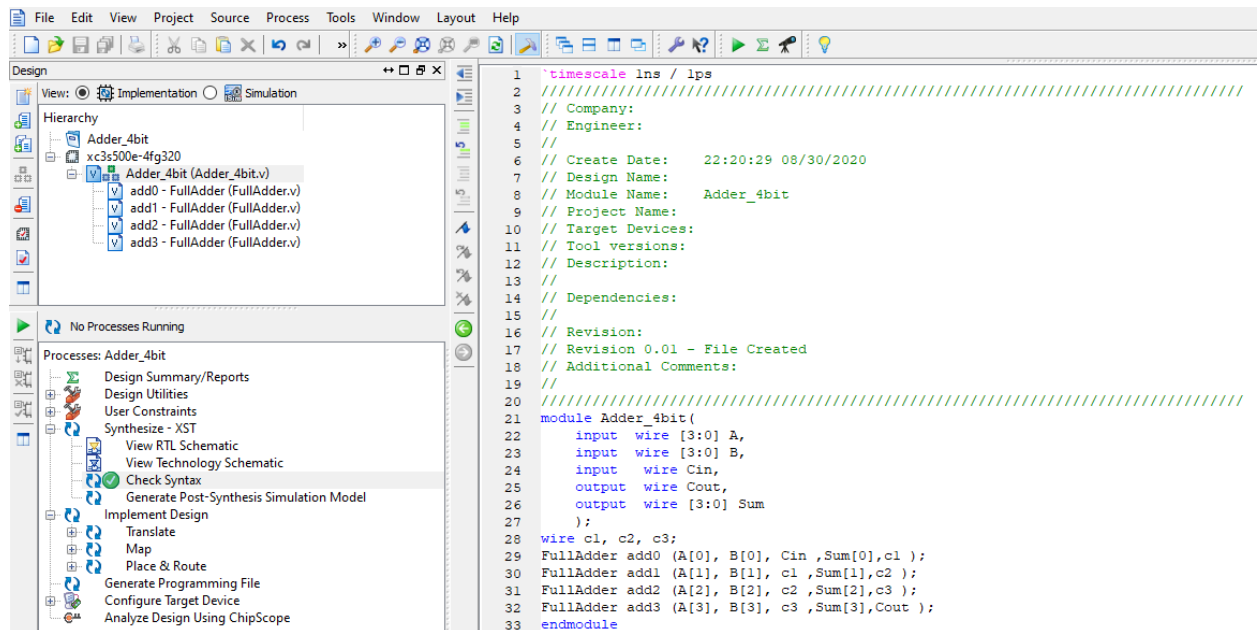 File Edit View Project Source Process Tools Window Layout Help
»
Design
View: Implementation Simulation
Hierarchy
Adder_4bit
xc3s500e-4fg320
Adder_4bit (Adder_4bit.v)
add0 - FullAdder (FullAdder.v)
add1 - FullAdder (FullAdder.v)
add2 - FullAdder (FullAdder.v)
add3 - FullAdder (FullAdder.v)
No Processes Running
Processes: Adder_4bit
Design Summary/Reports
Design Utilities
User Constraints
Synthesize - XST
View RTL Schematic
View Technology Schematic
Check Syntax
Generate Post-Synthesis Simulation Model
Implement Design
Translate
Map
Place & Route
Generate Programming File
Configure Target Device
Analyze Design Using ChipScope
1 `timescale 1ns / 1ps
2 //////////////////////////////////////////////////////////////////////////////////
3 // Company:
4 // Engineer:
5 //
6 // Create Date:    22:20:29 08/30/2020
7 // Design Name:
8 // Module Name:    Adder_4bit
9 // Project Name:
10 // Target Devices:
11 // Tool versions:
12 // Description:
13 //
14 // Dependencies:
15 //
16 // Revision:
17 // Revision 0.01 - File Created
18 // Additional Comments:
19 //
20 //////////////////////////////////////////////////////////////////////////////////
21 module Adder_4bit(
22     input  wire [3:0] A,
23     input  wire [3:0] B,
24     input   wire Cin,
25     output  wire Cout,
26     output  wire [3:0] Sum
27     );
28 wire c1, c2, c3;
29 FullAdder add0 (A[0], B[0], Cin ,Sum[0],c1 );
30 FullAdder add1 (A[1], B[1], c1 ,Sum[1],c2 );
31 FullAdder add2 (A[2], B[2], c2 ,Sum[2],c3 );
32 FullAdder add3 (A[3], B[3], c3 ,Sum[3],Cout );
33 endmodule